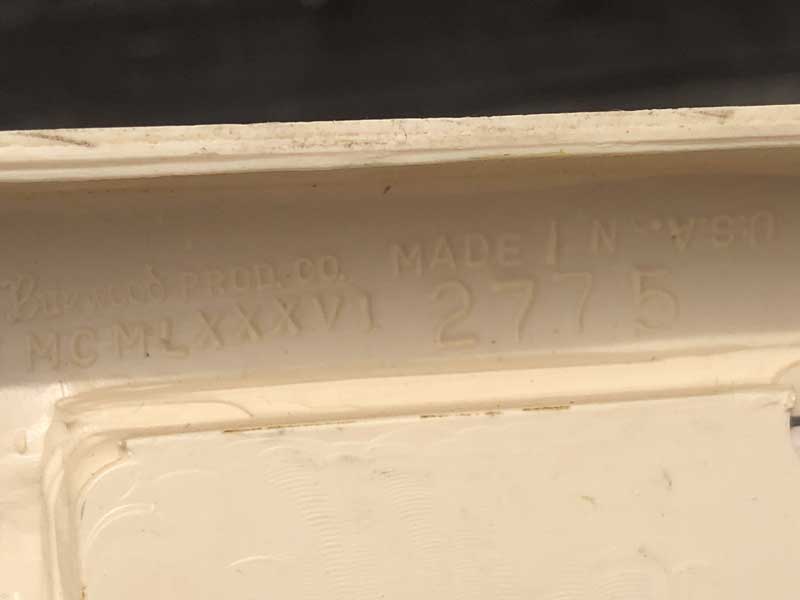 Burwood PROD. CO. MADE IN U.S.A.
MCMLXXXVI 2775